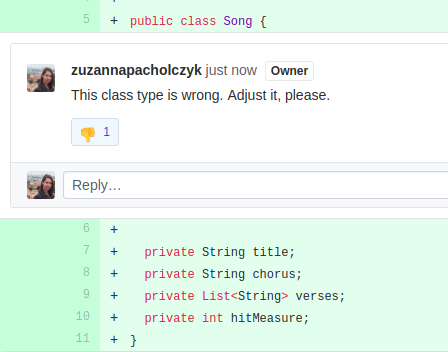 5 + public class Song {
zuzannapacholczyk just now Owner
This class type is wrong. Adjust it, please.
👎 1
Reply…
6 +
7 + private String title;
8 + private String chorus;
9 + private List<String> verses;
10 + private int hitMeasure;
11 + }